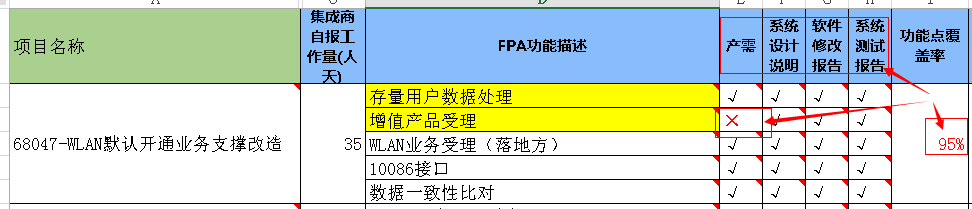 A
D
E
F
G
H
I
项目名称
集成商
自报工
作量(人
天)
FPA功能描述
产需
系统
设计
说明
软件
修改
报告
系统
测试
报告
功能点覆
盖率
68047-WLAN默认开通业务支撑改造
35
存量用户数据处理
√ √ √ √
增值产品受理
× √ √ √
95%
WLAN业务受理（落地方）
√ √ √ √
10086接口
√ √ √ √
数据一致性比对
√ √ √ √